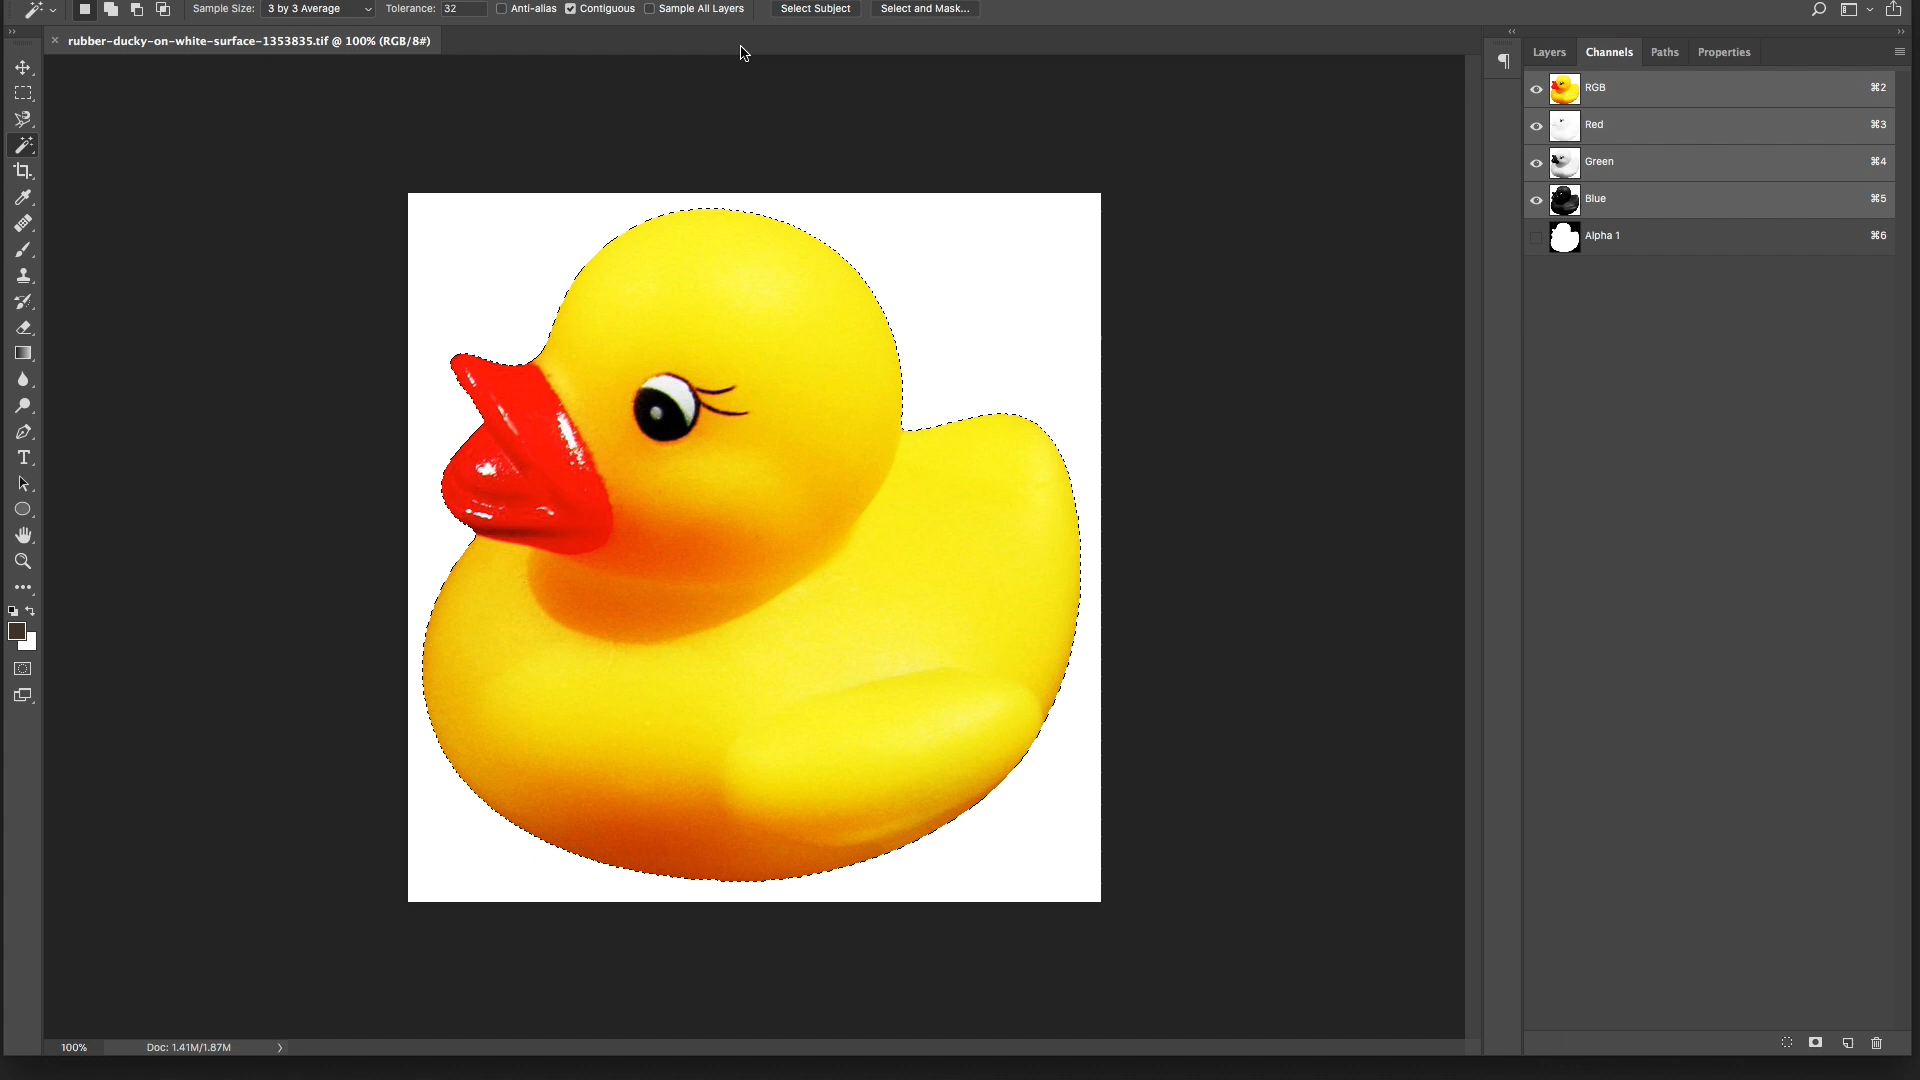 Sample Size: 3 by 3 Average Tolerance: 32 Anti-alias Contiguous Sample All Layers Select Subject Select and Mask...
× rubber-ducky-on-white-surface-1353835.tif @ 100% (RGB/8#)
Layers Channels Paths Properties
RGB ⌘2
Red ⌘3
Green ⌘4
Blue ⌘5
Alpha 1 ⌘6
100% Doc: 1.41M/1.87M